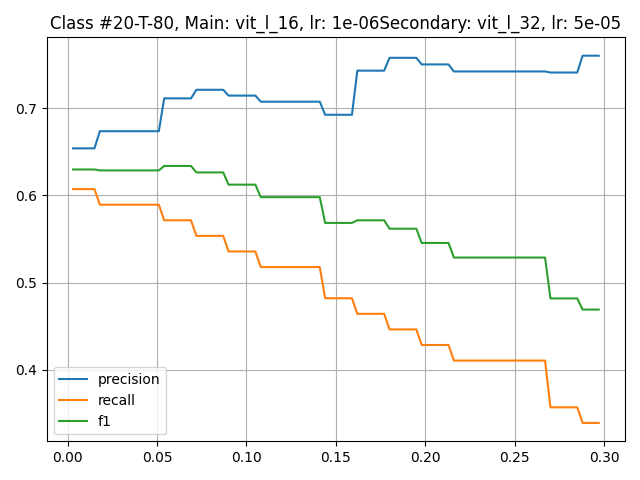 Class #20-T-80, Main: vit_l_16, lr: 1e-06Secondary: vit_l_32, lr: 5e-05
0.7
0.6
0.5
0.4
precision
recall
f1
0.00 0.05 0.10 0.15 0.20 0.25 0.30